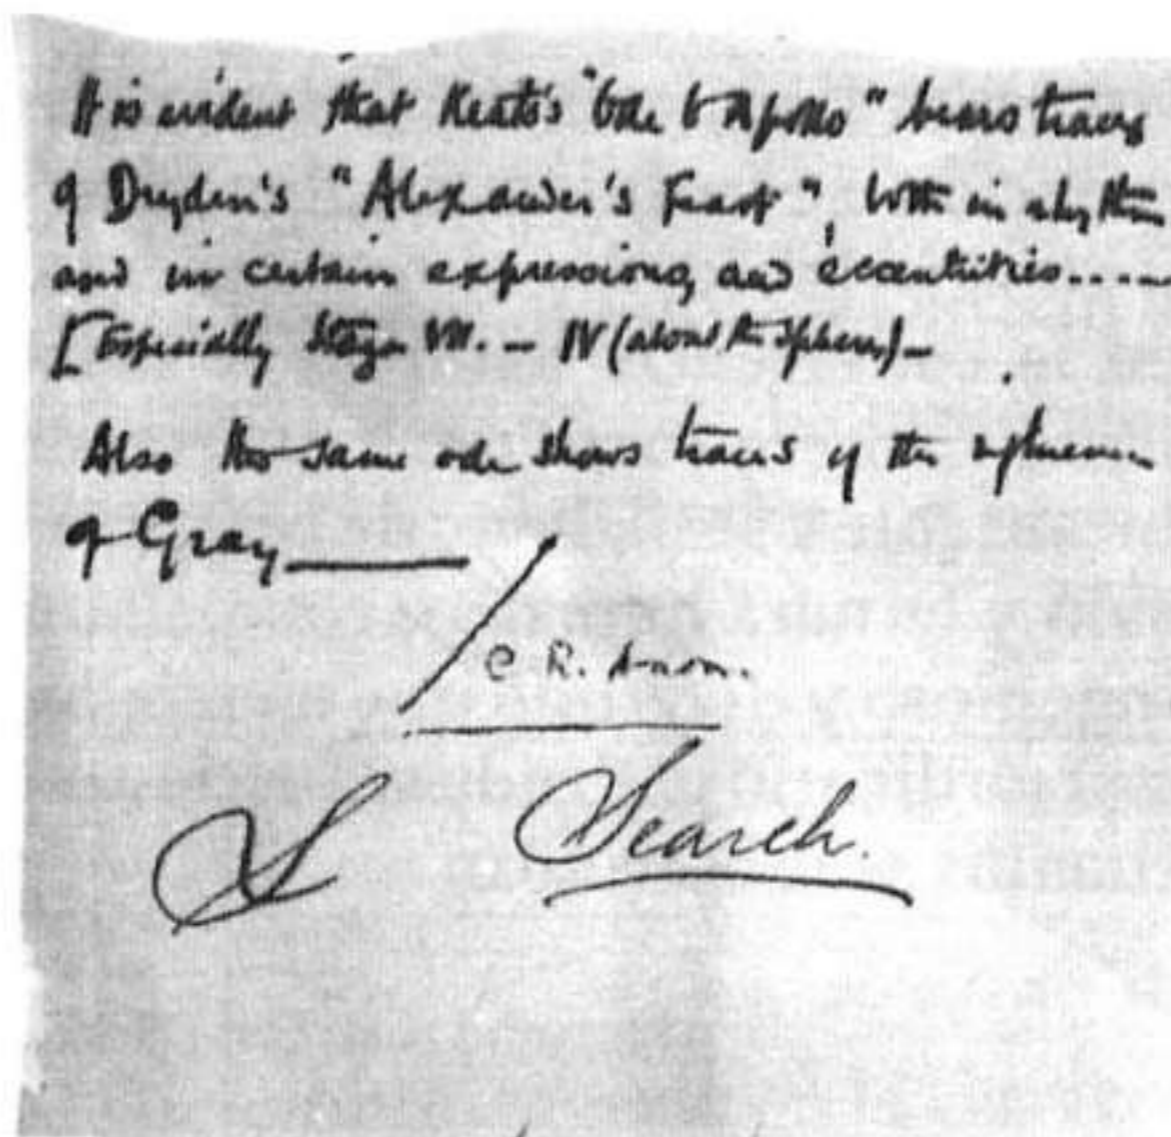 It is evident that Keats's "Ode to Apollo" bears traces
of Dryden's "Alexander's Feast", both in rhythm
and in certain expressions, and eccentricities....
[Especially Stanza VII. – IV (about the spheres) –
Also the same ode shows traces of the influence
of Gray
C R. Anon.
S Search.